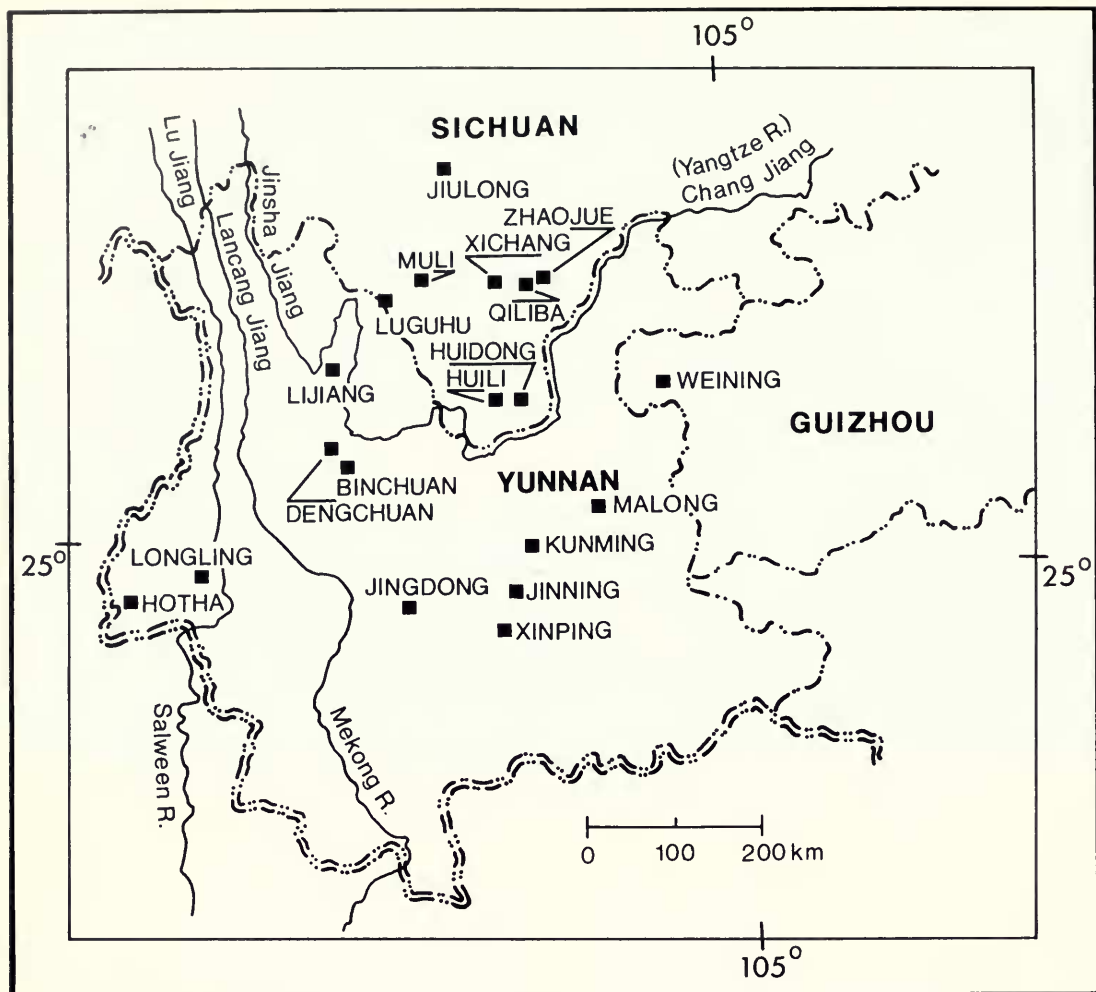 105°
SICHUAN
Lu Jiang
Lancang Jiang
Jinsha Jiang
(Yangtze R.)
Chang Jiang
JIULONG
ZHAOJUE
XICHANG
MULI
QILIBA
LUGUHU
HUIDONG
HUILI
LIJIANG
WEINING
GUIZHOU
BINCHUAN
DENGCHUAN
YUNNAN
MALONG
KUNMING
25°
25°
LONGLING
HOTHA
JINGDONG
JINNING
XINPING
Salween R.
Mekong R.
0 100 200 km
105°